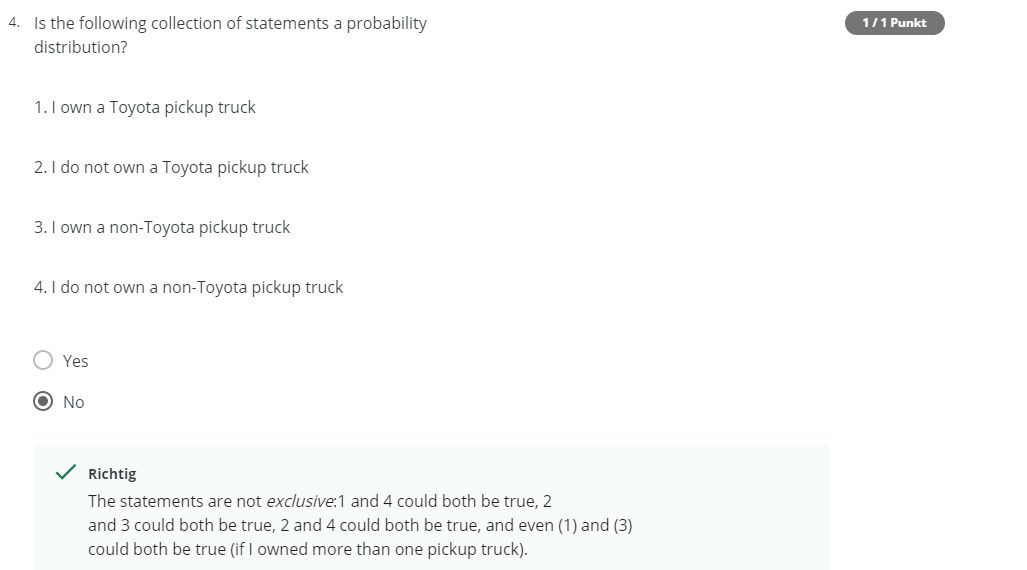 4. Is the following collection of statements a probability
distribution?
1 / 1 Punkt
1. I own a Toyota pickup truck
2. I do not own a Toyota pickup truck
3. I own a non-Toyota pickup truck
4. I do not own a non-Toyota pickup truck
Yes
No
Richtig
The statements are not exclusive:1 and 4 could both be true, 2
and 3 could both be true, 2 and 4 could both be true, and even (1) and (3)
could both be true (if I owned more than one pickup truck).